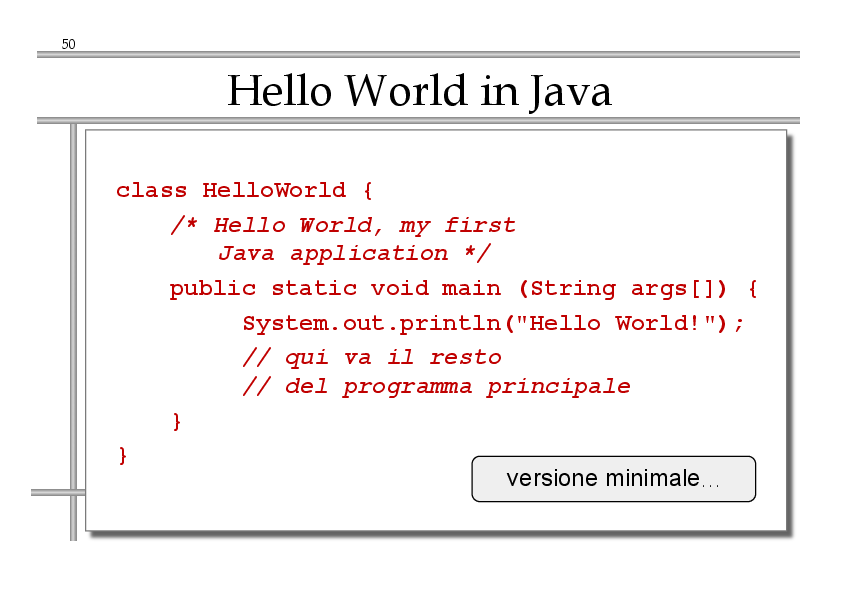 50
Hello World in Java
class HelloWorld {
/* Hello World, my first
Java application */
public static void main (String args[]) {
System.out.println("Hello World!");
// qui va il resto
// del programma principale
}
}
versione minimale…